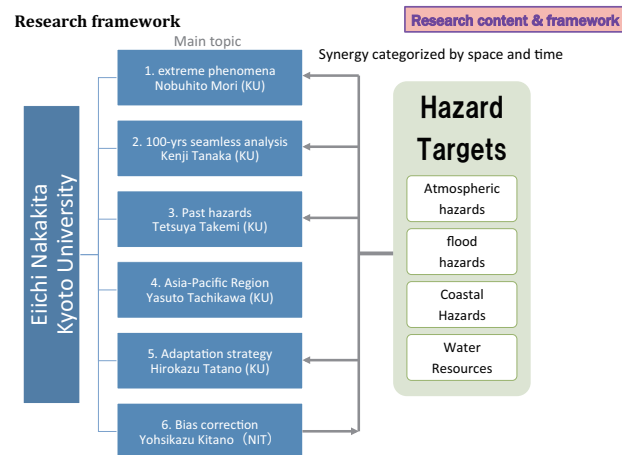 Research framework
Research content & framework
Main topic
Synergy categorized by space and time
Eiichi Nakakita
Kyoto University
1. extreme phenomena
Nobuhito Mori (KU)
2. 100-yrs seamless analysis
Kenji Tanaka (KU)
3. Past hazards
Tetsuya Takemi (KU)
4. Asia-Pacific Region
Yasuto Tachikawa (KU)
5. Adaptation strategy
Hirokazu Tatano (KU)
6. Bias correction
Yohsikazu Kitano（NIT）
Hazard
Targets
Atmospheric
hazards
flood
hazards
Coastal
Hazards
Water
Resources